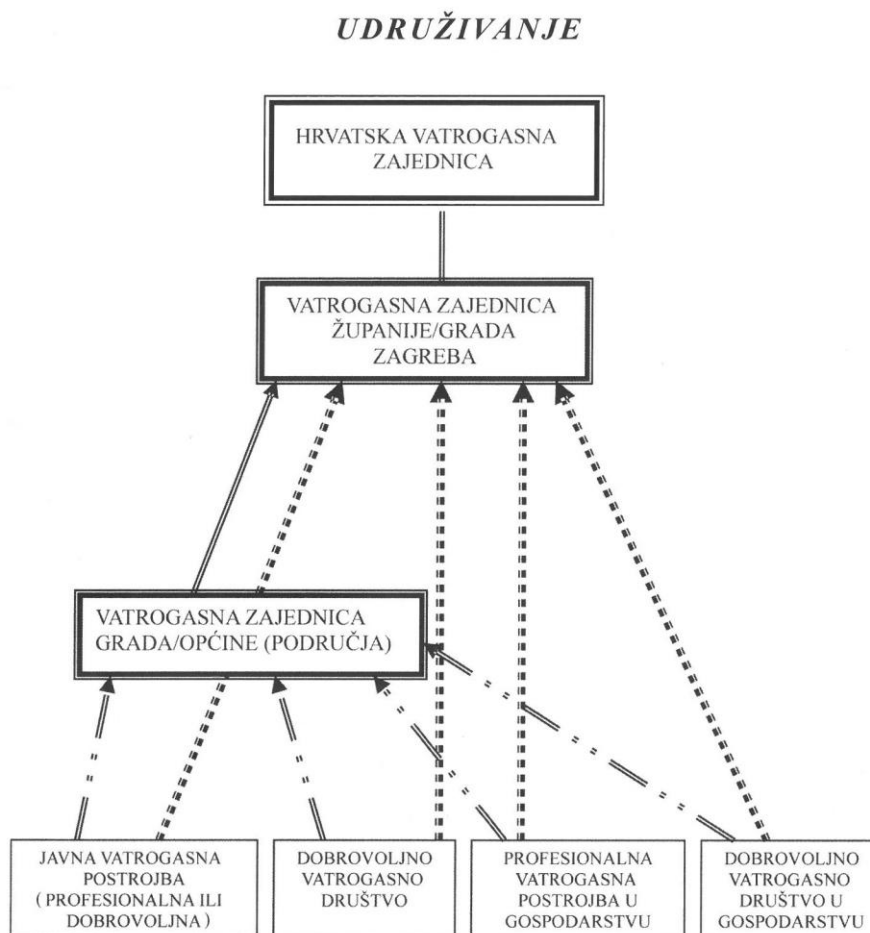 UDRUŽIVANJE
HRVATSKA VATROGASNA
ZAJEDNICA
VATROGASNA ZAJEDNICA
ŽUPANIJE/GRADA
ZAGREBA
VATROGASNA ZAJEDNICA
GRADA/OPĆINE (PODRUČJA)
JAVNA VATROGASNA
POSTROJBA
( PROFESIONALNA ILI
DOBROVOLJNA )
DOBROVOLJNO
VATROGASNO
DRUŠTVO
PROFESIONALNA
VATROGASNA
POSTROJBA U
GOSPODARSTVU
DOBROVOLJNO
VATROGASNO
DRUŠTVO U
GOSPODARSTVU